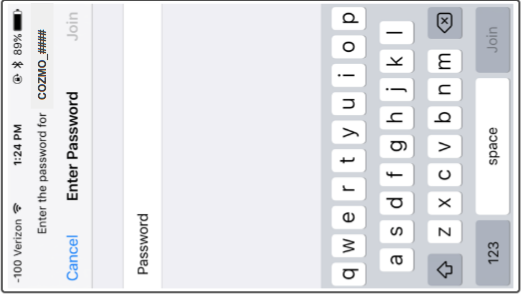 -100 Verizon 1:24 PM 89%
Enter the password for COZMO_####
Cancel Enter Password Join
Password
q w e r t y u i o p
a s d f g h j k l
z x c v b n m
123 space Join